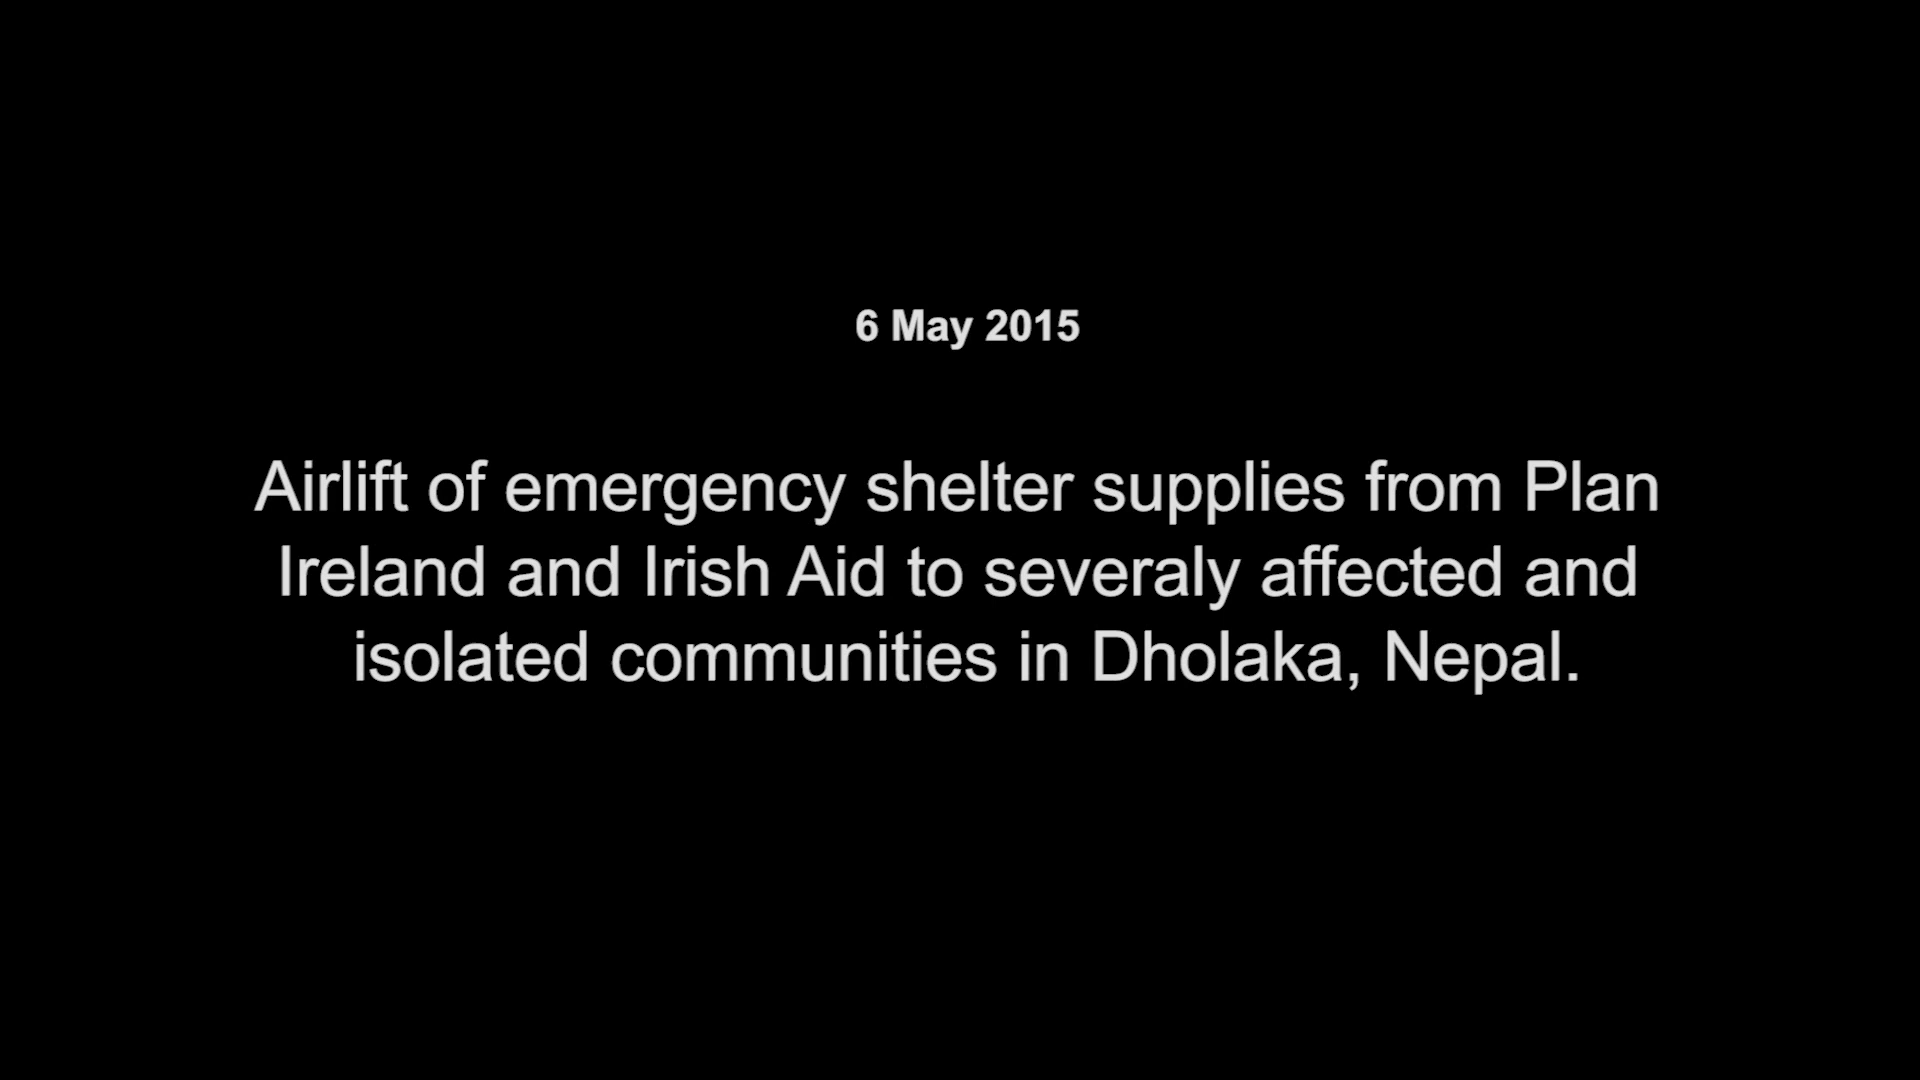 6 May 2015
Airlift of emergency shelter supplies from Plan
Ireland and Irish Aid to severaly affected and
isolated communities in Dholaka, Nepal.